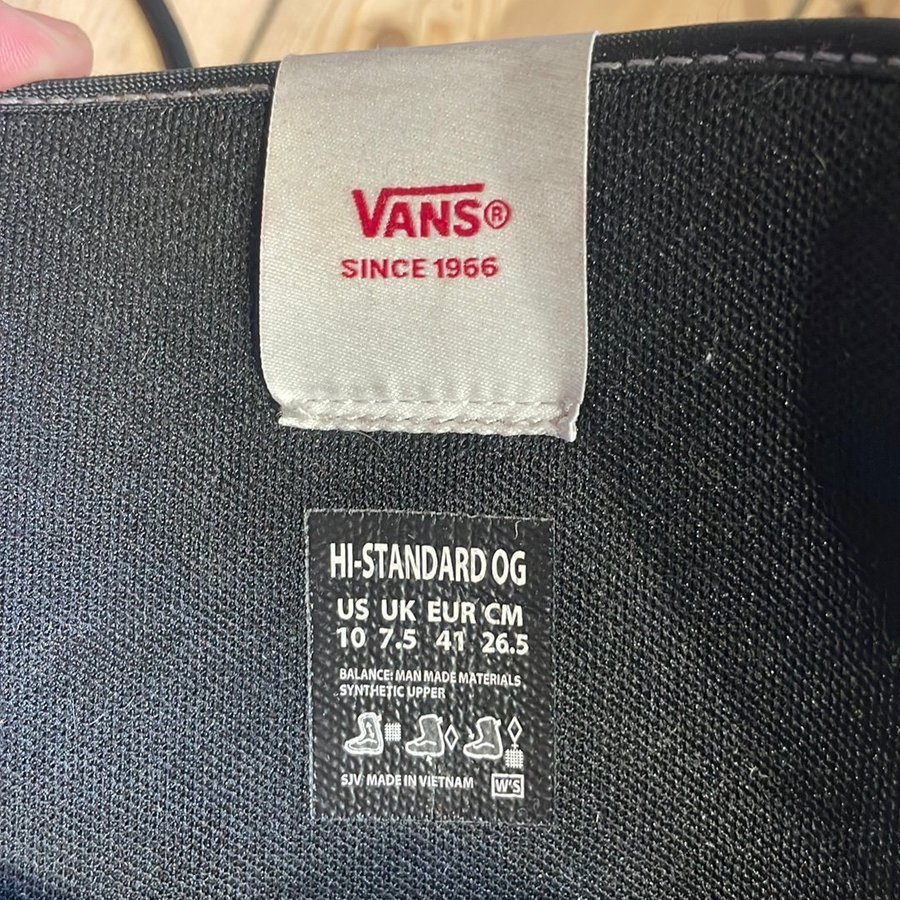 VANS®
SINCE 1966
HI-STANDARD OG
US UK EUR CM
10 7.5 41 26.5
BALANCE: MAN MADE MATERIALS
SYNTHETIC UPPER
SJV MADE IN VIETNAM W'S